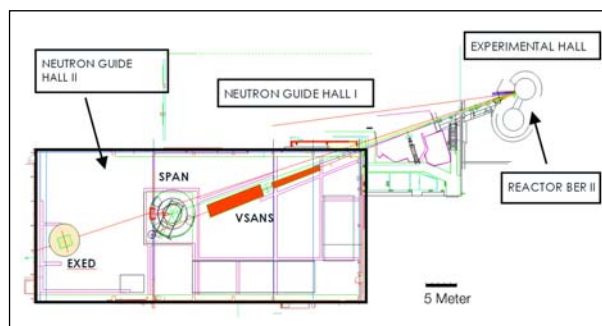 NEUTRON GUIDE
HALL II
NEUTRON GUIDE HALL I
EXPERIMENTAL HALL
SPAN
VSANS
REACTOR BER II
EXED
5 Meter